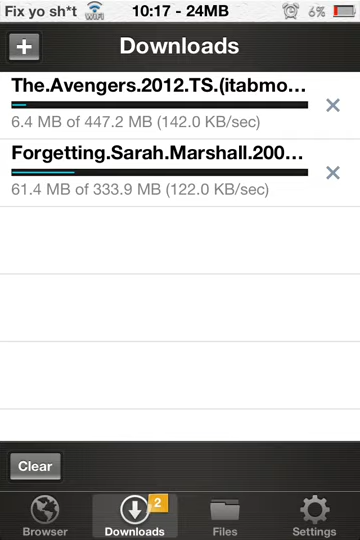 Fix yo sh*t WiFi 10:17 - 24MB 6%
Downloads
The.Avengers.2012.TS.(itabmo...
6.4 MB of 447.2 MB (142.0 KB/sec)
Forgetting.Sarah.Marshall.200...
61.4 MB of 333.9 MB (122.0 KB/sec)
Clear
2
Browser Downloads Files Settings